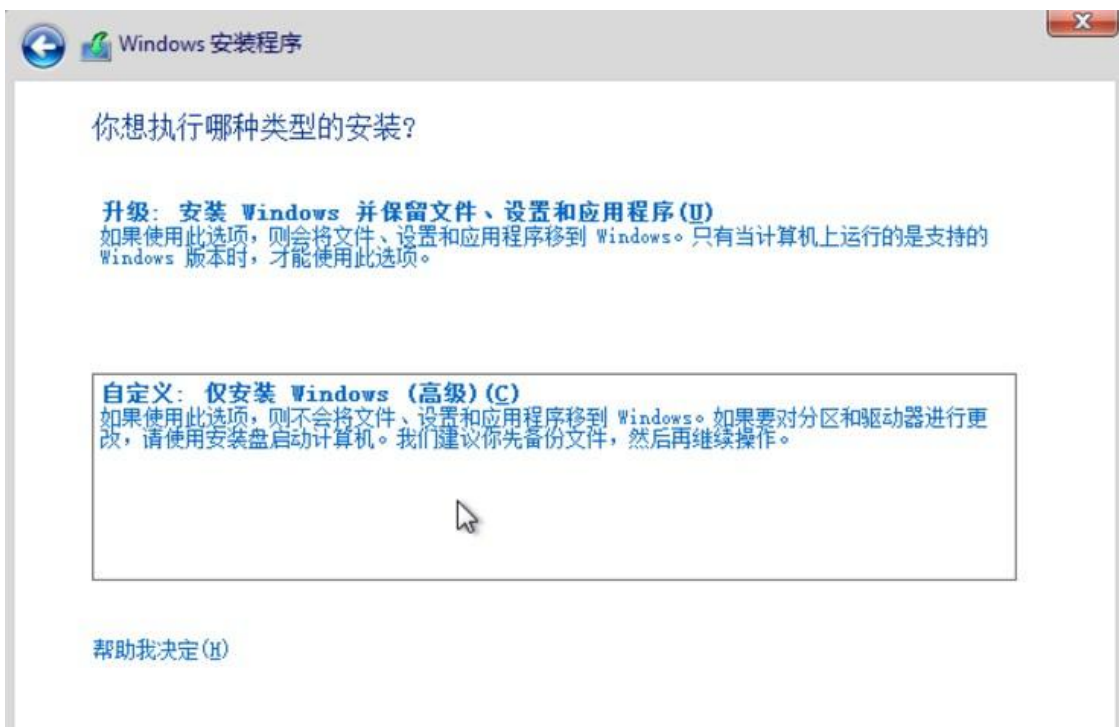 Windows 安装程序
你想执行哪种类型的安装?
升级: 安装 Windows 并保留文件、设置和应用程序(U)
如果使用此选项，则会将文件、设置和应用程序移到 Windows。只有当计算机上运行的是支持的
Windows 版本时，才能使用此选项。
自定义: 仅安装 Windows (高级)(C)
如果使用此选项，则不会将文件、设置和应用程序移到 Windows。如果要对分区和驱动器进行更
改，请使用安装盘启动计算机。我们建议你先备份文件，然后再继续操作。
帮助我决定(H)